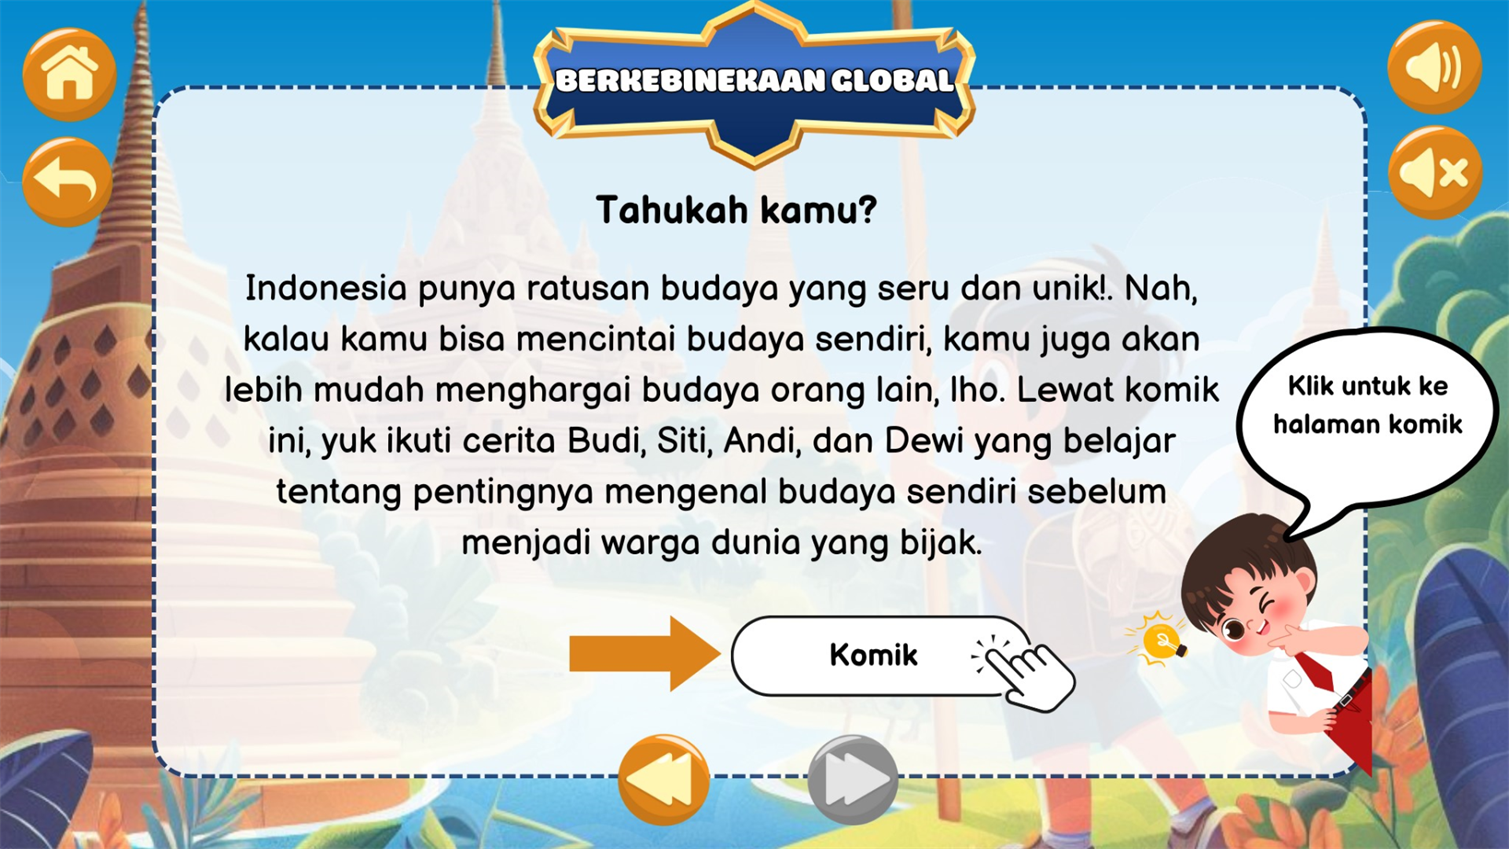 BERKEBINEKAAN GLOBAL
Tahukah kamu?
Indonesia punya ratusan budaya yang seru dan unik!. Nah,
kalau kamu bisa mencintai budaya sendiri, kamu juga akan
lebih mudah menghargai budaya orang lain, lho. Lewat komik
ini, yuk ikuti cerita Budi, Siti, Andi, dan Dewi yang belajar
tentang pentingnya mengenal budaya sendiri sebelum
menjadi warga dunia yang bijak.
Klik untuk ke
halaman komik
Komik